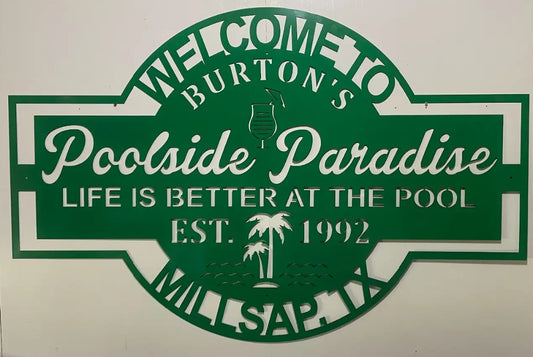 WELCOME TO
BURTON'S
Poolside Paradise
LIFE IS BETTER AT THE POOL
EST. 1992
MILLSAP, TX